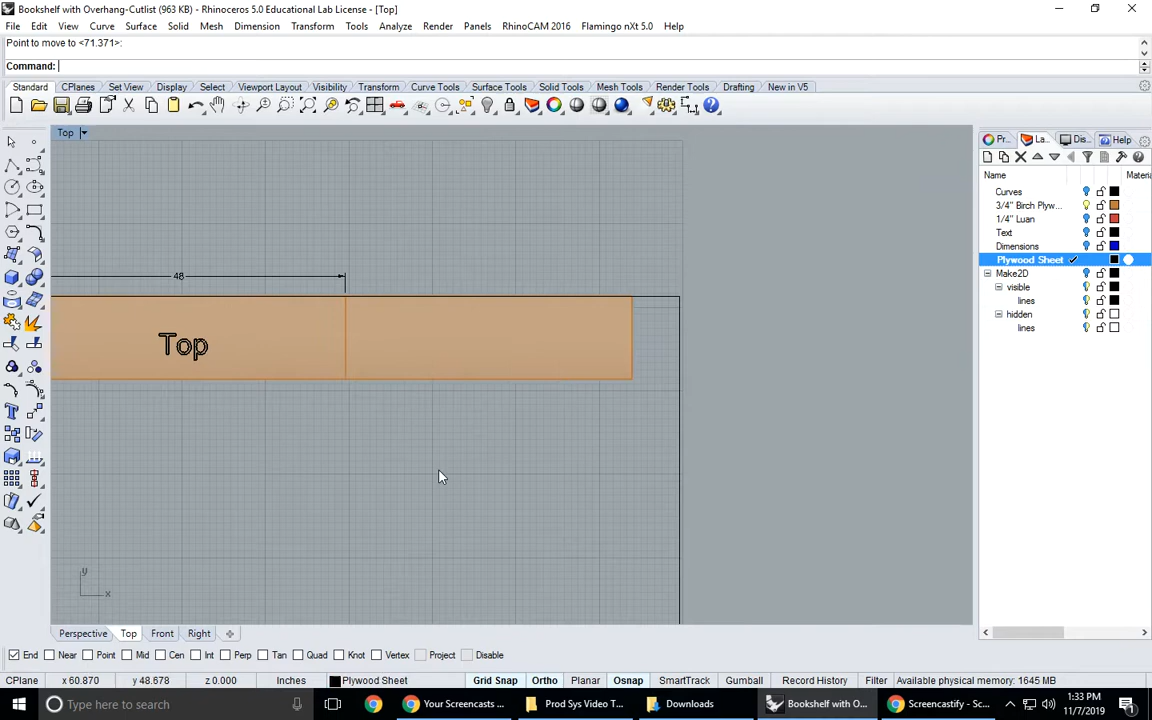 Bookshelf with Overhang-Cutlist (963 KB) - Rhinoceros 5.0 Educational Lab License - [Top]
File Edit View Curve Surface Solid Mesh Dimension Transform Tools Analyze Render Panels RhinoCAM 2016 Flamingo nXt 5.0 Help
Point to move to <71.371>:
Command:
Standard CPlanes Set View Display Select Viewport Layout Visibility Transform Curve Tools Surface Tools Solid Tools Mesh Tools Render Tools Drafting New in V5
Top
Pr... La... Dis... Help
Name Materia
Curves
3/4" Birch Plyw...
1/4" Luan
Text
Dimensions
Plywood Sheet
Make2D
visible
lines
hidden
lines
48
Top
y
x
Perspective Top Front Right
End Near Point Mid Cen Int Perp Tan Quad Knot Vertex Project Disable
CPlane x 60.870 y 48.678 z 0.000 Inches Plywood Sheet Grid Snap Ortho Planar Osnap SmartTrack Gumball Record History Filter Available physical memory: 1645 MB
Type here to search
Your Screencasts ... Prod Sys Video T... Downloads Bookshelf with O... Screencastify - Sc...
1:33 PM
11/7/2019
1